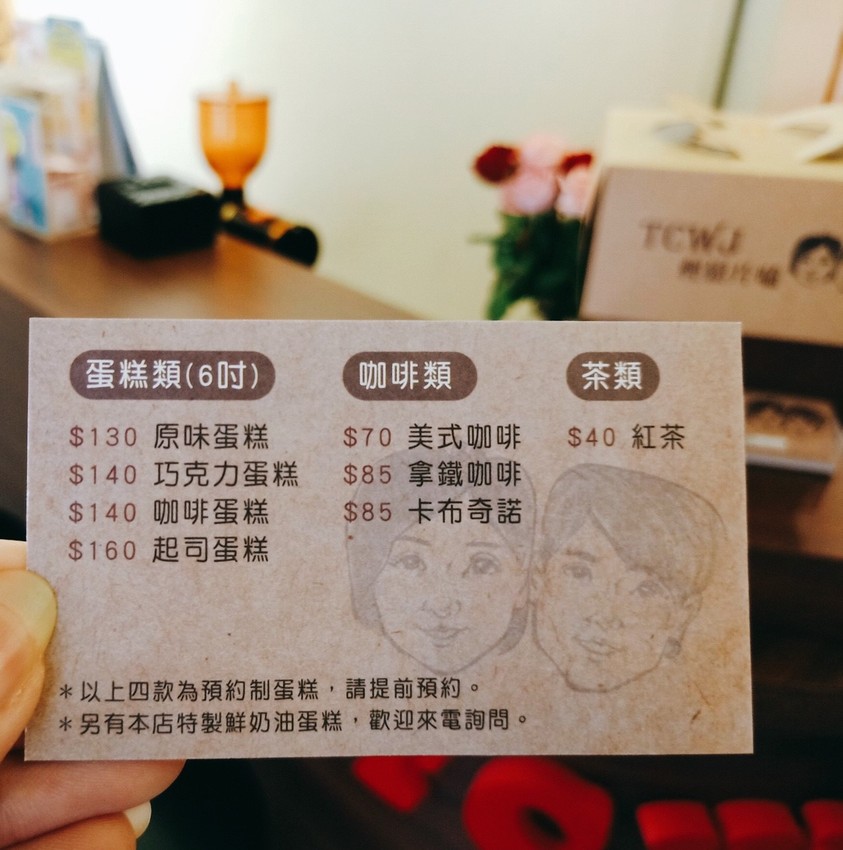 TCWJ
蛋糕類(6吋)
$130 原味蛋糕
$140 巧克力蛋糕
$140 咖啡蛋糕
$160 起司蛋糕
咖啡類
$70 美式咖啡
$85 拿鐵咖啡
$85 卡布奇諾
茶類
$40 紅茶
＊以上四款為預約制蛋糕，請提前預約。
＊另有本店特製鮮奶油蛋糕，歡迎來電詢問。